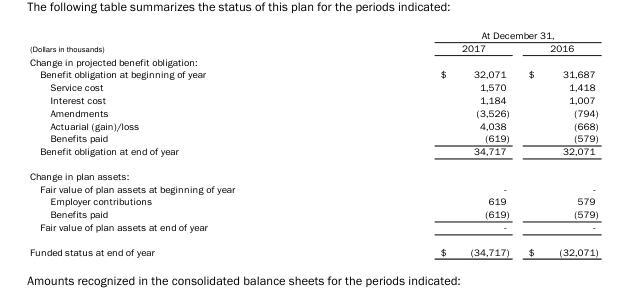 The following table summarizes the status of this plan for the periods indicated:
At December 31,
(Dollars in thousands) 2017 2016
Change in projected benefit obligation:
Benefit obligation at beginning of year $ 32,071 $ 31,687
Service cost 1,570 1,418
Interest cost 1,184 1,007
Amendments (3,526) (794)
Actuarial (gain)/loss 4,038 (668)
Benefits paid (619) (579)
Benefit obligation at end of year 34,717 32,071
Change in plan assets:
Fair value of plan assets at beginning of year - -
Employer contributions 619 579
Benefits paid (619) (579)
Fair value of plan assets at end of year - -
Funded status at end of year $ (34,717) $ (32,071)
Amounts recognized in the consolidated balance sheets for the periods indicated: